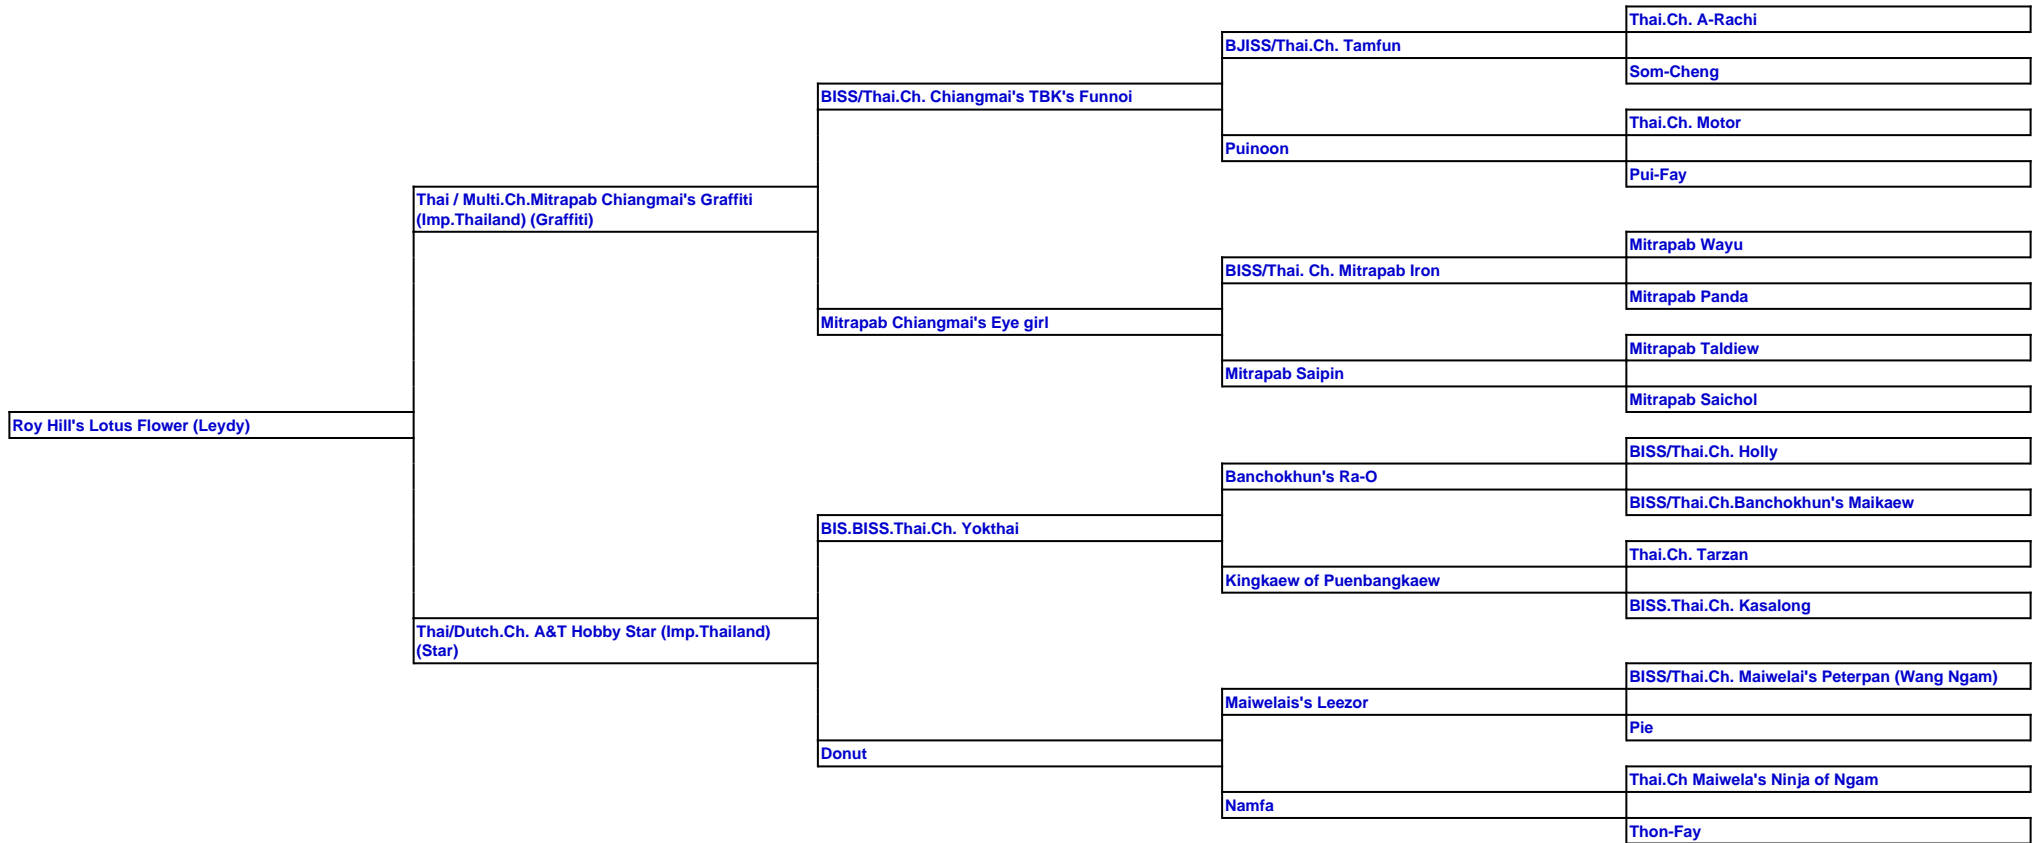 Thai.Ch. A-Rachi
BJISS/Thai.Ch. Tamfun
Som-Cheng
BISS/Thai.Ch. Chiangmai's TBK's Funnoi
Thai.Ch. Motor
Puinoon
Pui-Fay
Thai / Multi.Ch.Mitrapab Chiangmai's Graffiti
(Imp.Thailand) (Graffiti)
Mitrapab Wayu
BISS/Thai. Ch. Mitrapab Iron
Mitrapab Panda
Mitrapab Chiangmai's Eye girl
Mitrapab Taldiew
Mitrapab Saipin
Mitrapab Saichol
Roy Hill's Lotus Flower (Leydy)
BISS/Thai.Ch. Holly
Banchokhun's Ra-O
BISS/Thai.Ch.Banchokhun's Maikaew
BIS.BISS.Thai.Ch. Yokthai
Thai.Ch. Tarzan
Kingkaew of Puenbangkaew
BISS.Thai.Ch. Kasalong
Thai/Dutch.Ch. A&T Hobby Star (Imp.Thailand)
(Star)
BISS/Thai.Ch. Maiwelai's Peterpan (Wang Ngam)
Maiwelais's Leezor
Pie
Donut
Thai.Ch Maiwela's Ninja of Ngam
Namfa
Thon-Fay